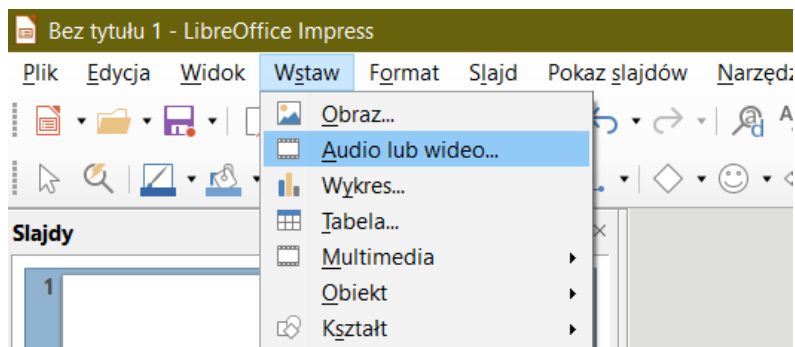 Bez tytułu 1 - LibreOffice Impress
Plik Edycja Widok Wstaw Format Slajd Pokaz slajdów
Obraz...
Audio lub wideo...
Wykres...
Slajdy
Tabela...
1
Multimedia
Obiekt
Kształt